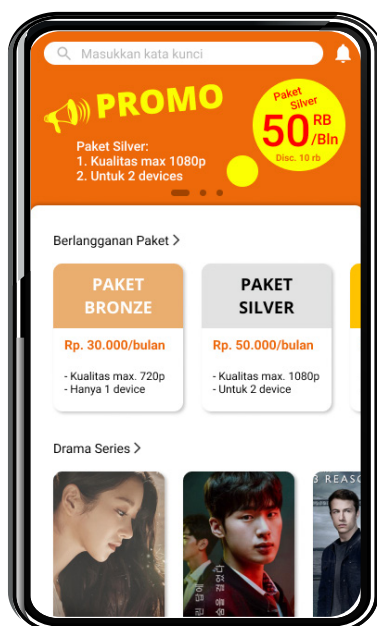 Masukkan kata kunci
PROMO
Paket
Silver
50 RB
/Bln
Disc. 10 rb
Paket Silver:
1. Kualitas max 1080p
2. Untuk 2 devices
Berlangganan Paket >
PAKET
BRONZE
Rp. 30.000/bulan
- Kualitas max. 720p
- Hanya 1 device
PAKET
SILVER
Rp. 50.000/bulan
- Kualitas max. 1080p
- Untuk 2 device
Drama Series >
3 REASO